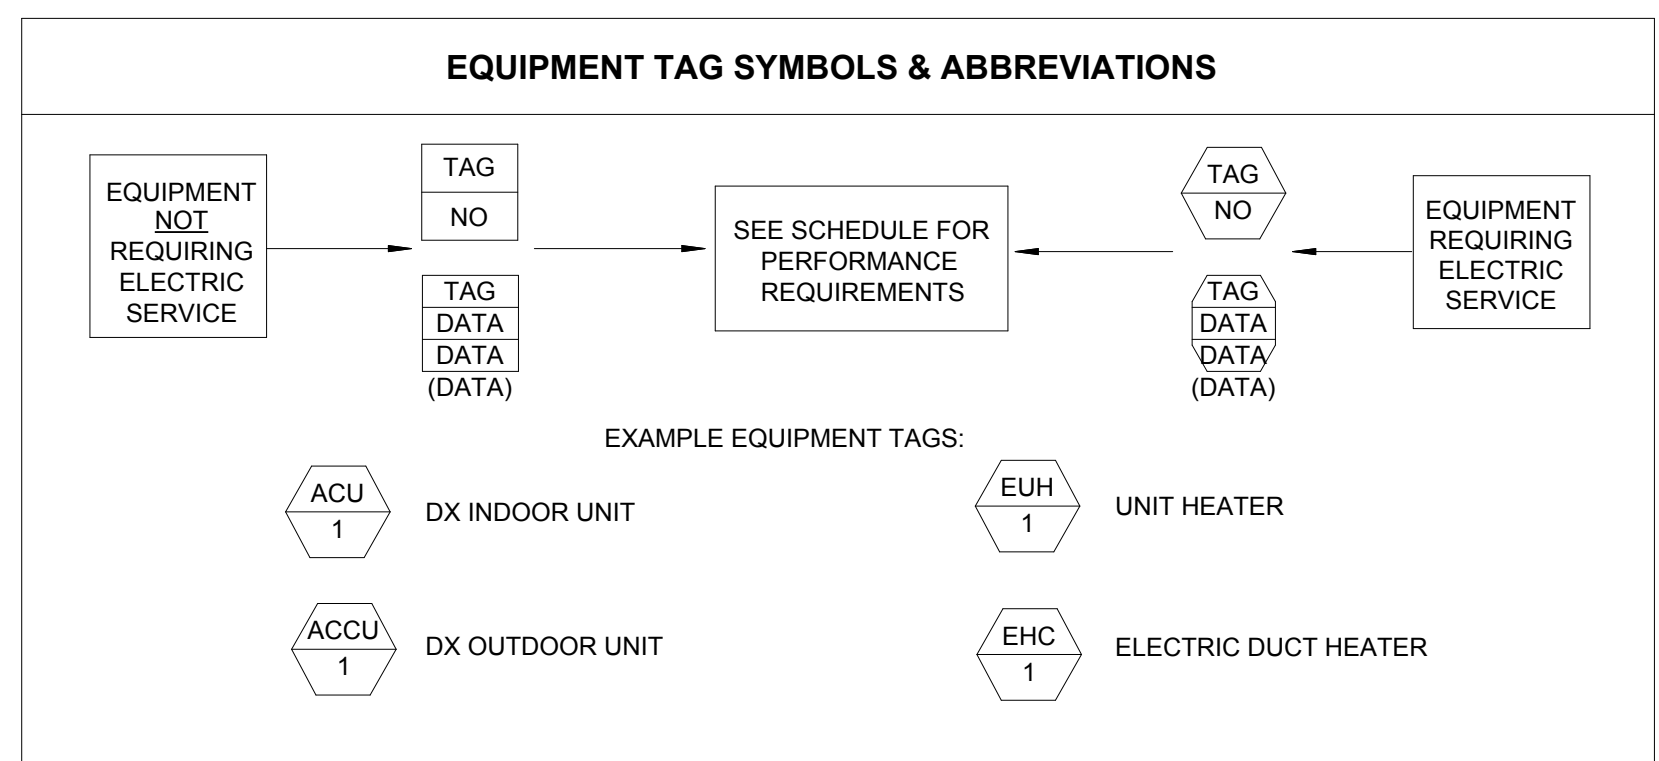 EQUIPMENT TAG SYMBOLS & ABBREVIATIONS
EQUIPMENT
NOT
REQUIRING
ELECTRIC
SERVICE
TAG
NO
TAG
DATA
DATA
(DATA)
SEE SCHEDULE FOR
PERFORMANCE
REQUIREMENTS
TAG
NO
TAG
DATA
DATA
(DATA)
EQUIPMENT
REQUIRING
ELECTRIC
SERVICE
EXAMPLE EQUIPMENT TAGS:
ACU
1
DX INDOOR UNIT
EUH
1
UNIT HEATER
ACCU
1
DX OUTDOOR UNIT
EHC
1
ELECTRIC DUCT HEATER